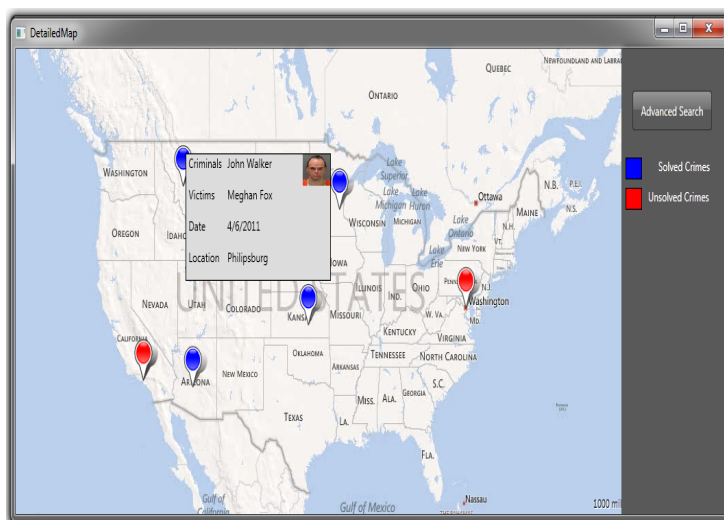 DetailedMap
NEWFOUNDLAND AND LABRA
QUEBEC
ONTARIO
Advanced Search
Criminals John Walker
Victims Meghan Fox
Date 4/6/2011
Location Philipsburg
Solved Crimes
Unsolved Crimes
WASHINGTON
Lake Superior
N.B.
P.E.I.
Ottawa
MAINE
N.S.
Lake Michigan
Lake Huron
WISCONSIN
MICHIGAN
Lake Ontario
N.H.
VT.
OREGON
IDAHO
Lake Erie
NEW YORK
IOWA
UNITED STATES
NEVADA
UTAH
COLORADO
KANSAS
MISSOURI
ILLINOIS
IND.
OHIO
PENN
N.J.
Washington
MD.
W. VA.
VIRGINIA
KENTUCKY
CALIFORNIA
ARIZONA
NEW MEXICO
OKLAHOMA
ARKANSAS
TENNESSEE
NORTH CAROLINA
S.C.
MISS.
ALA.
GEORGIA
TEXAS
LA.
FLA.
Gulf of California
Gulf of Mexico
Nassau
1000 mil